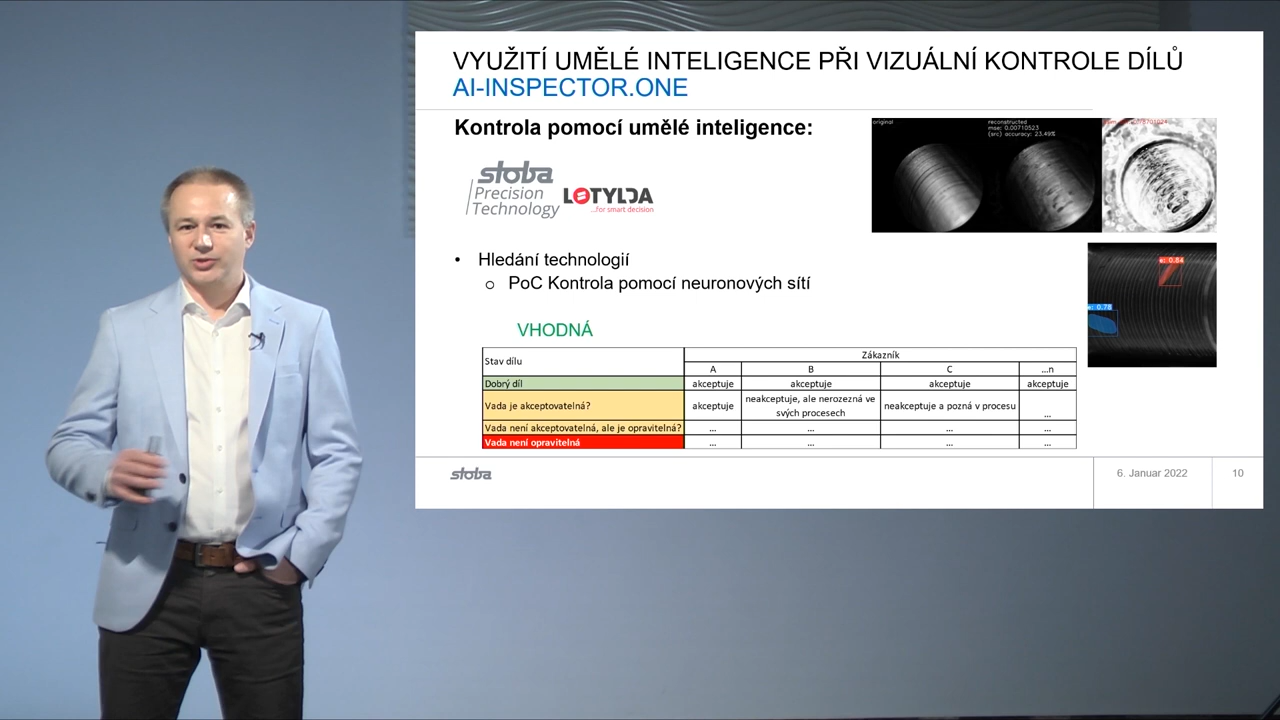 VYUŽITÍ UMĚLÉ INTELIGENCE PŘI VIZUÁLNÍ KONTROLE DÍLŮ
AI-INSPECTOR.ONE
Kontrola pomocí umělé inteligence:
original
reconstructed
mse: 0.00710523
(src) accuracy: 23.49%
stoba
Precision
Technology
LOTYLDA
...for smart decision
e: 0.84
e: 0.78
• Hledání technologií
o PoC Kontrola pomocí neuronových sítí
VHODNÁ
Stav dílu Zákazník
A B C ...n
Dobrý díl akceptuje akceptuje akceptuje akceptuje
Vada je akceptovatelná? akceptuje neakceptuje, ale nerozezná ve svých procesech neakceptuje a pozná v procesu ...
Vada není akceptovatelná, ale je opravitelná? ... ... ... ...
Vada není opravitelná ... ... ... ...
stoba 6. Januar 2022 10